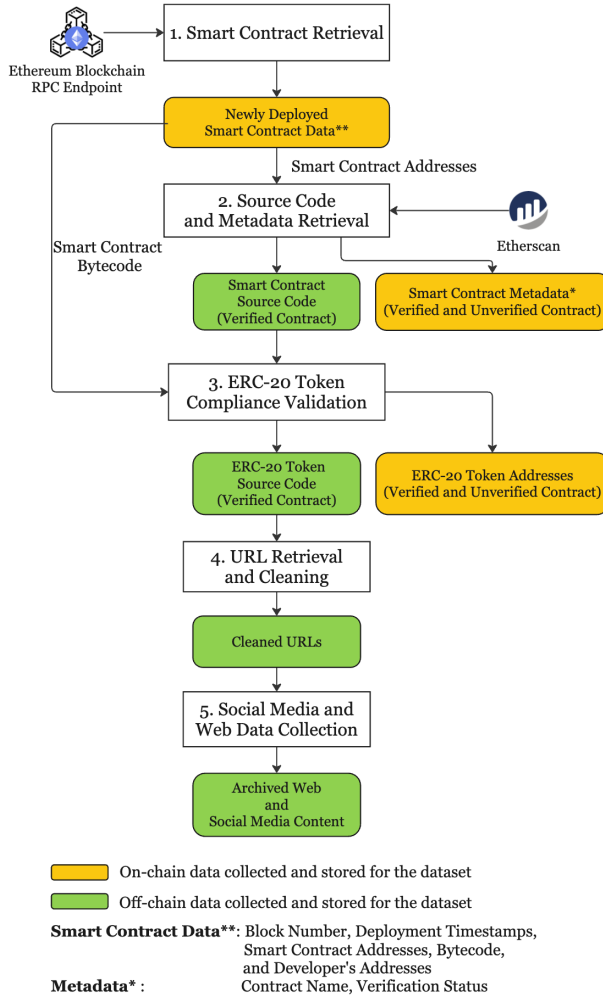 1. Smart Contract Retrieval
Ethereum Blockchain
RPC Endpoint
Newly Deployed
Smart Contract Data**
Smart Contract Addresses
2. Source Code
and Metadata Retrieval
Etherscan
Smart Contract
Bytecode
Smart Contract
Source Code
(Verified Contract)
Smart Contract Metadata*
(Verified and Unverified Contract)
3. ERC-20 Token
Compliance Validation
ERC-20 Token
Source Code
(Verified Contract)
ERC-20 Token Addresses
(Verified and Unverified Contract)
4. URL Retrieval
and Cleaning
Cleaned URLs
5. Social Media and
Web Data Collection
Archived Web
and
Social Media Content
On-chain data collected and stored for the dataset
Off-chain data collected and stored for the dataset
Smart Contract Data**: Block Number, Deployment Timestamps,
Smart Contract Addresses, Bytecode,
and Developer's Addresses
Metadata* : Contract Name, Verification Status